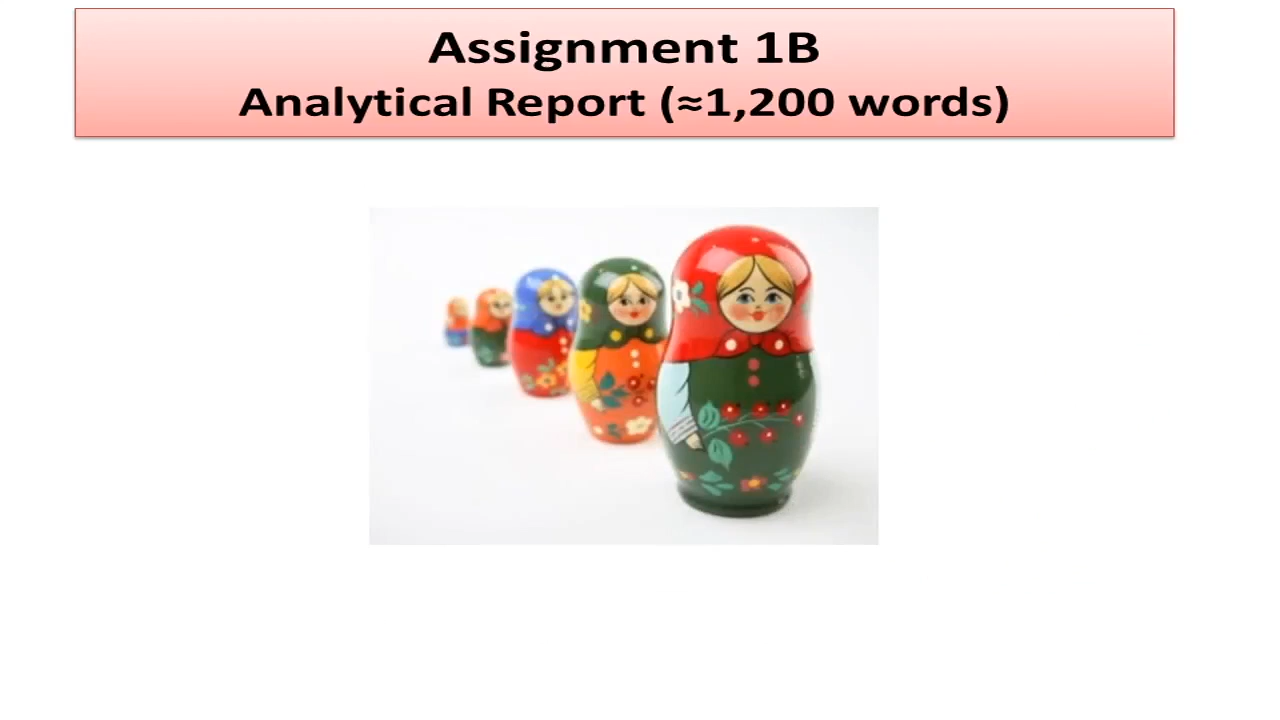 Assignment 1B
Analytical Report (≈1,200 words)